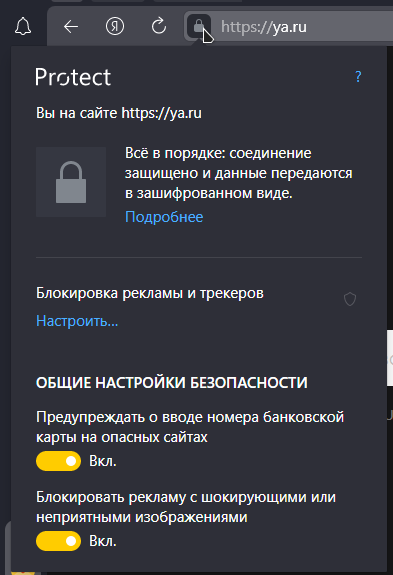 Я
https://ya.ru
Protect
?
Вы на сайте https://ya.ru
Всё в порядке: соединение
защищено и данные передаются
в зашифрованном виде.
Подробнее
Блокировка рекламы и трекеров
Настроить...
ОБЩИЕ НАСТРОЙКИ БЕЗОПАСНОСТИ
Предупреждать о вводе номера банковской
карты на опасных сайтах
Вкл.
Блокировать рекламу с шокирующими или
неприятными изображениями
Вкл.